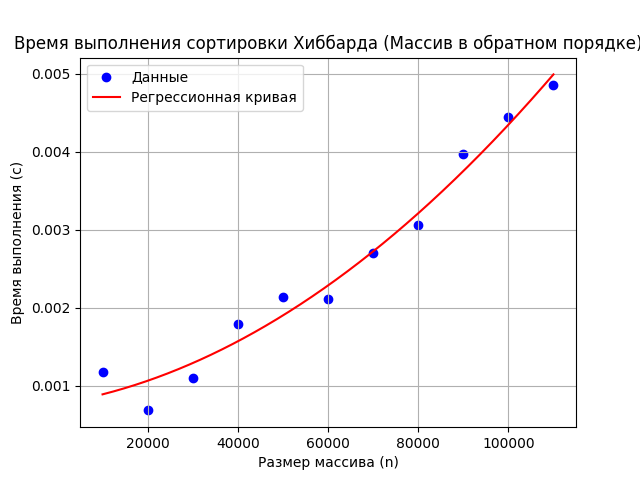 Время выполнения сортировки Хиббарда (Массив в обратном порядке)
Данные
Регрессионная кривая
0.005
0.004
0.003
0.002
0.001
Время выполнения (с)
20000 40000 60000 80000 100000
Размер массива (n)